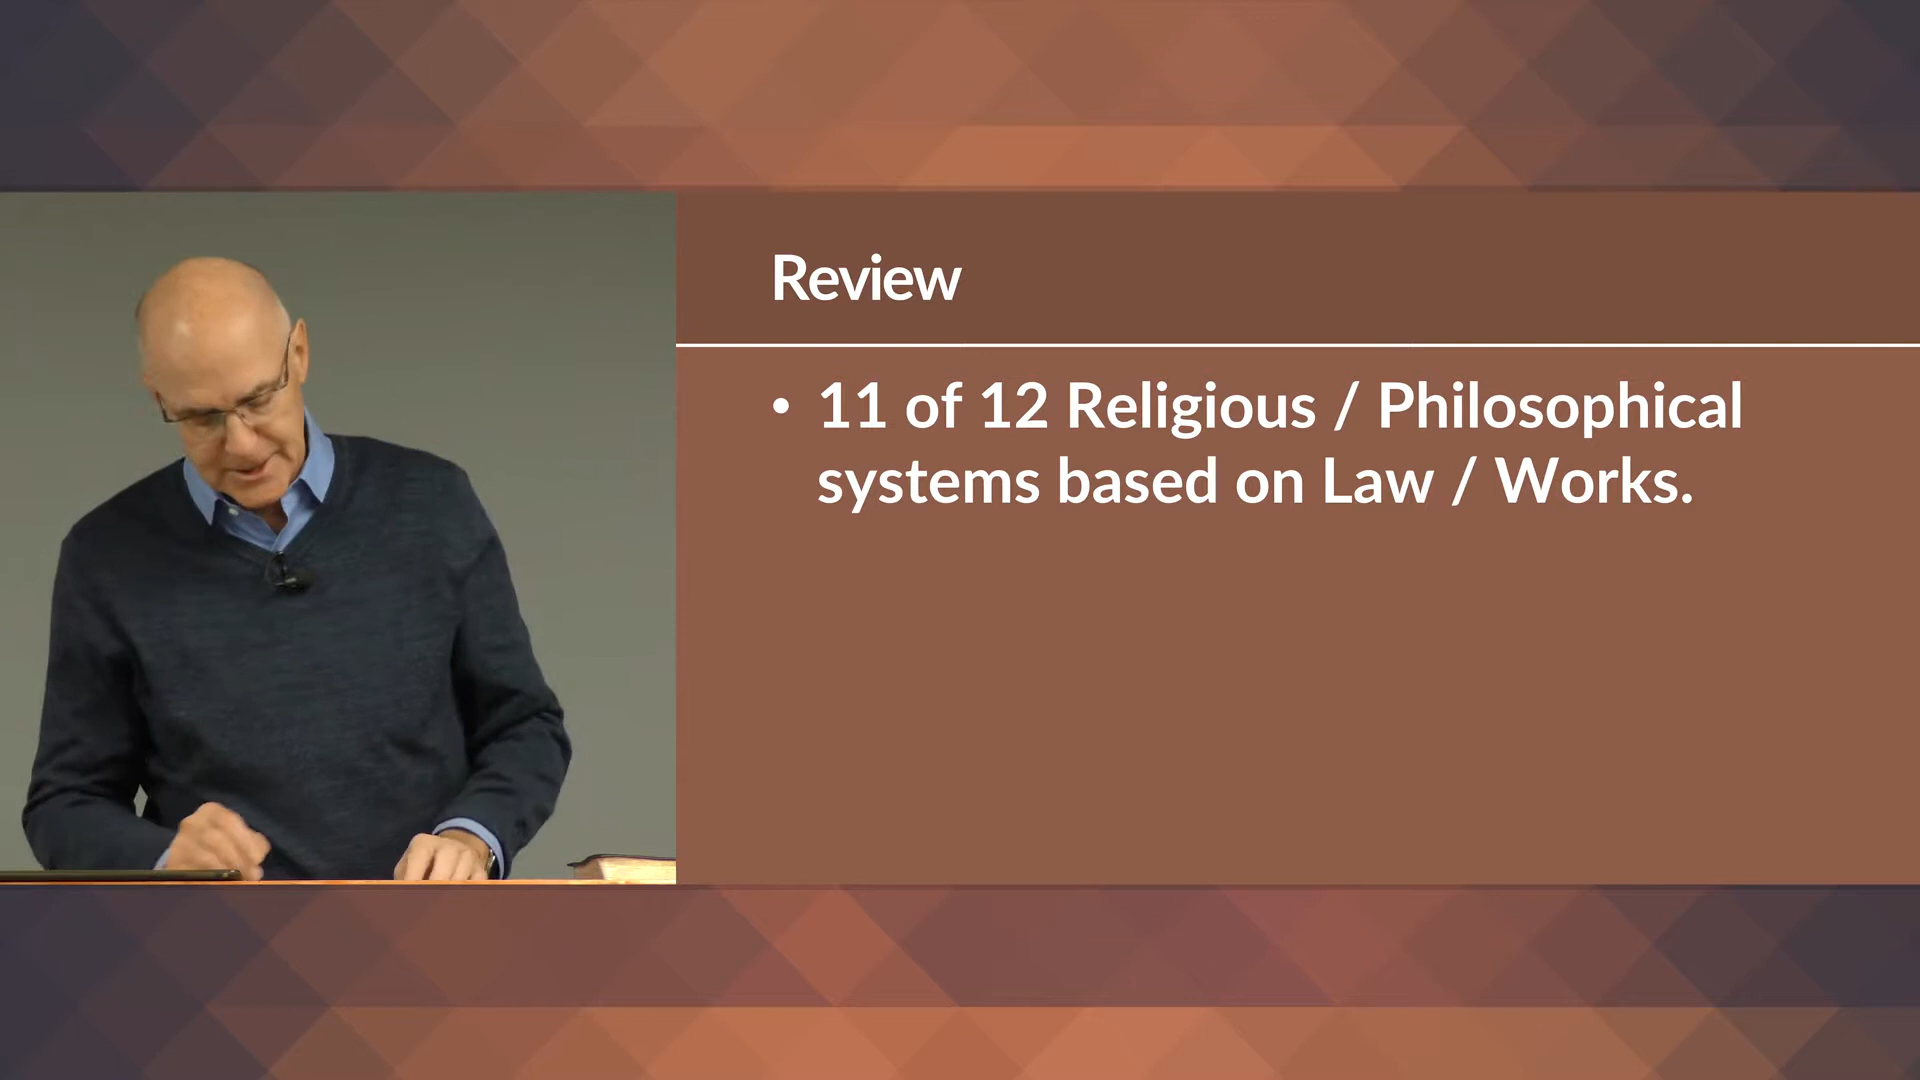 Review
• 11 of 12 Religious / Philosophical
systems based on Law / Works.